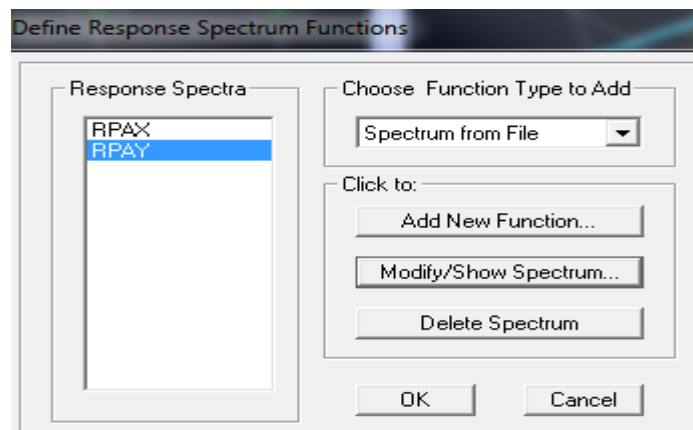 Define Response Spectrum Functions
Response Spectra
RPAX
RPAY
Choose Function Type to Add
Spectrum from File
Click to:
Add New Function...
Modify/Show Spectrum...
Delete Spectrum
OK
Cancel